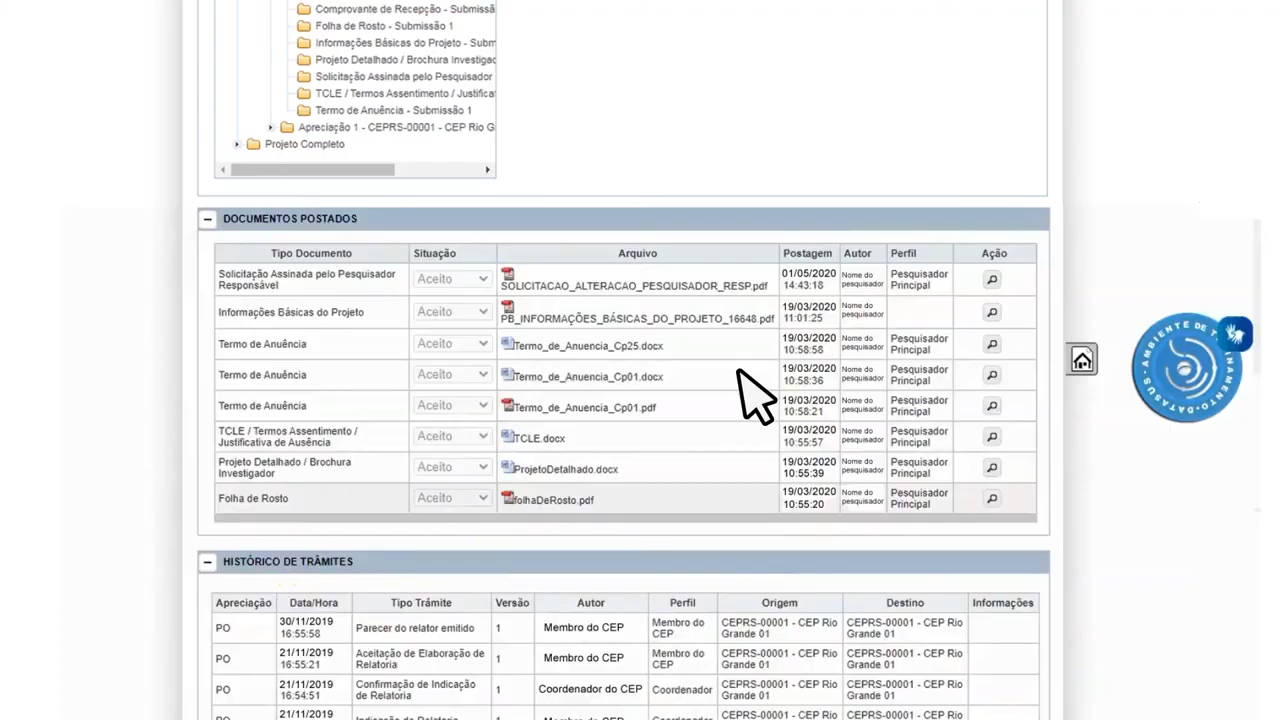 Comprovante de Recepção - Submissã
Folha de Rosto - Submissão 1
Informações Básicas do Projeto - Subm
Projeto Detalhado / Brochura Investigad
Solicitação Assinada pelo Pesquisador
TCLE / Termos Assentimento / Justifica
Termo de Anuência - Submissão 1
Apreciação 1 - CEPRS-00001 - CEP Rio G
Projeto Completo
DOCUMENTOS POSTADOS
Tipo Documento Situação Arquivo Postagem Autor Perfil Ação
Solicitação Assinada pelo Pesquisador Responsável Aceito SOLICITACAO_ALTERACAO_PESQUISADOR_RESP.pdf 01/05/2020 14:43:18 Nome do pesquisador Pesquisador Principal
Informações Básicas do Projeto Aceito PB_INFORMAÇÕES_BÁSICAS_DO_PROJETO_16648.pdf 19/03/2020 11:01:25 Nome do pesquisador
Termo de Anuência Aceito Termo_de_Anuencia_Cp25.docx 19/03/2020 10:58:58 Nome do pesquisador Pesquisador Principal
Termo de Anuência Aceito Termo_de_Anuencia_Cp01.docx 19/03/2020 10:58:36 Nome do pesquisador Pesquisador Principal
Termo de Anuência Aceito Termo_de_Anuencia_Cp01.pdf 19/03/2020 10:58:21 Nome do pesquisador Pesquisador Principal
TCLE / Termos Assentimento / Justificativa de Ausência Aceito TCLE.docx 19/03/2020 10:55:57 Nome do pesquisador Pesquisador Principal
Projeto Detalhado / Brochura Investigador Aceito ProjetoDetalhado.docx 19/03/2020 10:55:39 Nome do pesquisador Pesquisador Principal
Folha de Rosto Aceito folhaDeRosto.pdf 19/03/2020 10:55:20 Nome do pesquisador Pesquisador Principal
HISTÓRICO DE TRÂMITES
Apreciação Data/Hora Tipo Trâmite Versão Autor Perfil Origem Destino Informações
PO 30/11/2019 16:55:58 Parecer do relator emitido 1 Membro do CEP Membro do CEP CEPRS-00001 - CEP Rio Grande 01 CEPRS-00001 - CEP Rio Grande 01
PO 21/11/2019 16:55:21 Aceitação de Elaboração de Relatoria 1 Membro do CEP Membro do CEP CEPRS-00001 - CEP Rio Grande 01 CEPRS-00001 - CEP Rio Grande 01
PO 21/11/2019 16:54:51 Confirmação de Indicação de Relatoria 1 Coordenador do CEP Coordenador CEPRS-00001 - CEP Rio Grande 01 CEPRS-00001 - CEP Rio Grande 01
21/11/2019 CEPRS-00001 - CEP Rio CEPRS-00001 - CEP Rio